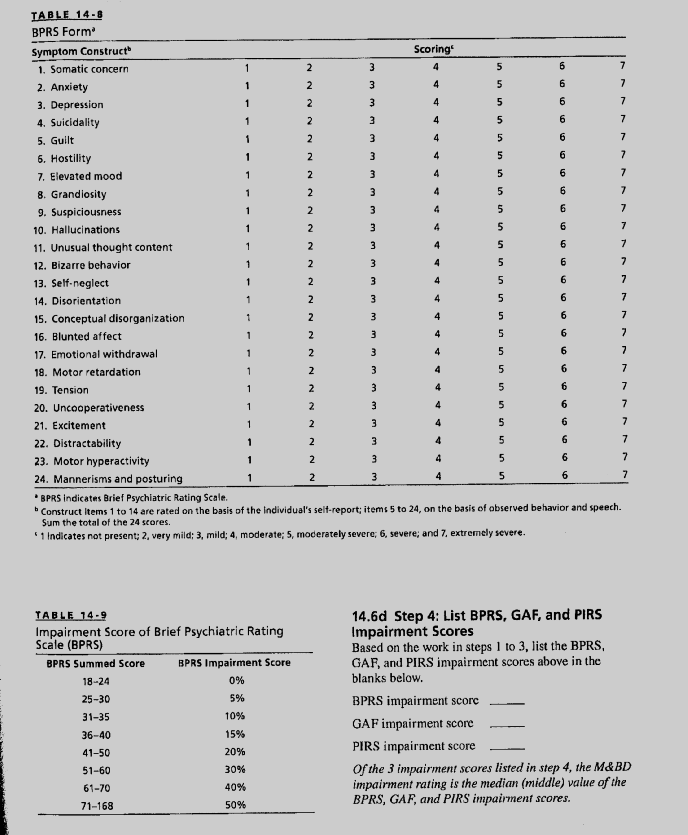 TABLE 14-8
BPRS Formᵃ
Symptom Constructᵇ Scoringᶜ
1. Somatic concern 1 2 3 4 5 6 7
2. Anxiety 1 2 3 4 5 6 7
3. Depression 1 2 3 4 5 6 7
4. Suicidality 1 2 3 4 5 6 7
5. Guilt 1 2 3 4 5 6 7
6. Hostility 1 2 3 4 5 6 7
7. Elevated mood 1 2 3 4 5 6 7
8. Grandiosity 1 2 3 4 5 6 7
9. Suspiciousness 1 2 3 4 5 6 7
10. Hallucinations 1 2 3 4 5 6 7
11. Unusual thought content 1 2 3 4 5 6 7
12. Bizarre behavior 1 2 3 4 5 6 7
13. Self-neglect 1 2 3 4 5 6 7
14. Disorientation 1 2 3 4 5 6 7
15. Conceptual disorganization 1 2 3 4 5 6 7
16. Blunted affect 1 2 3 4 5 6 7
17. Emotional withdrawal 1 2 3 4 5 6 7
18. Motor retardation 1 2 3 4 5 6 7
19. Tension 1 2 3 4 5 6 7
20. Uncooperativeness 1 2 3 4 5 6 7
21. Excitement 1 2 3 4 5 6 7
22. Distractability 1 2 3 4 5 6 7
23. Motor hyperactivity 1 2 3 4 5 6 7
24. Mannerisms and posturing 1 2 3 4 5 6 7
ᵃ BPRS indicates Brief Psychiatric Rating Scale.
ᵇ Construct items 1 to 14 are rated on the basis of the individual's self-report; items 5 to 24, on the basis of observed behavior and speech.
Sum the total of the 24 scores.
ᶜ 1 indicates not present; 2, very mild; 3, mild; 4, moderate; 5, moderately severe; 6, severe; and 7, extremely severe.
TABLE 14-9
Impairment Score of Brief Psychiatric Rating
Scale (BPRS)
BPRS Summed Score BPRS Impairment Score
18–24 0%
25–30 5%
31–35 10%
36–40 15%
41–50 20%
51–60 30%
61–70 40%
71–168 50%
14.6d Step 4: List BPRS, GAF, and PIRS
Impairment Scores
Based on the work in steps 1 to 3, list the BPRS,
GAF, and PIRS impairment scores above in the
blanks below.
BPRS impairment score ____
GAF impairment score ____
PIRS impairment score ____
Of the 3 impairment scores listed in step 4, the M&BD
impairment rating is the median (middle) value of the
BPRS, GAF, and PIRS impairment scores.